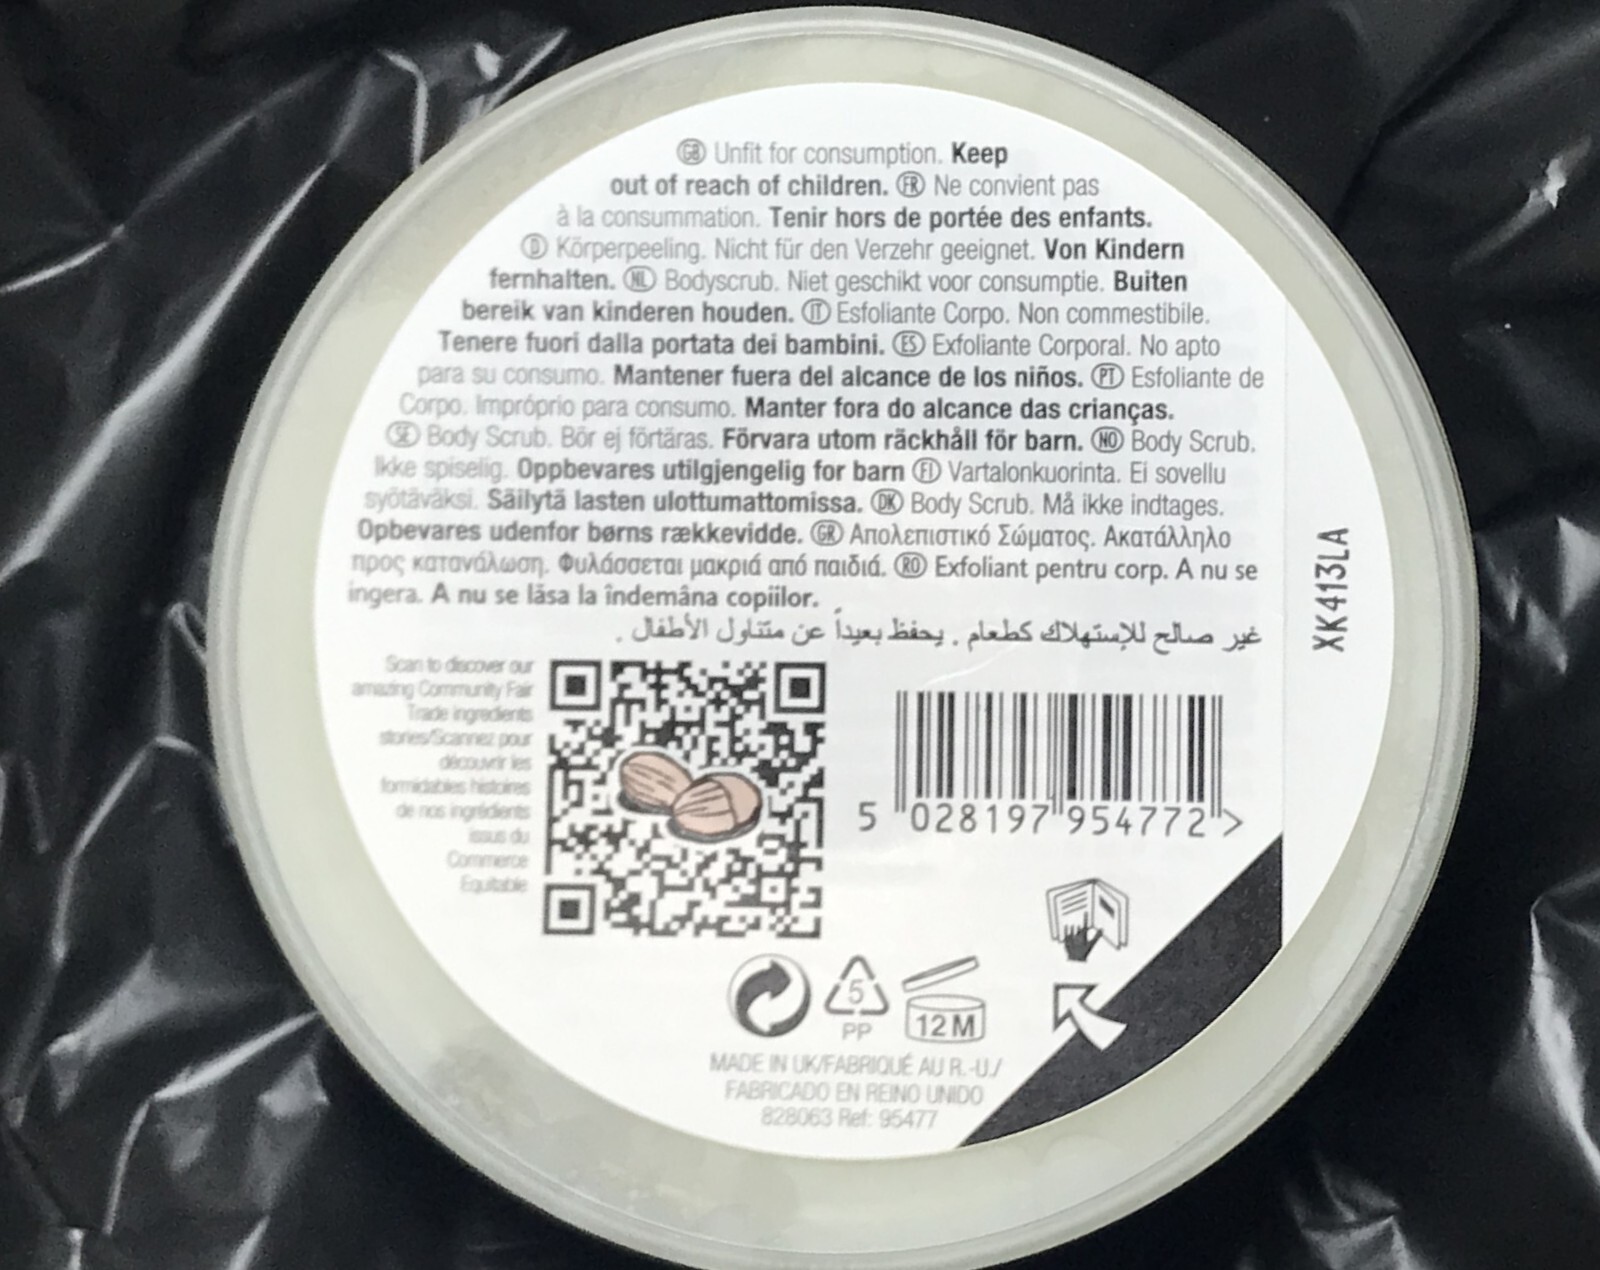 GB Unfit for consumption. Keep
out of reach of children. FR Ne convient pas
à la consummation. Tenir hors de portée des enfants.
D Körperpeeling. Nicht für den Verzehr geeignet. Von Kindern
fernhalten. NL Bodyscrub. Niet geschikt voor consumptie. Buiten
bereik van kinderen houden. IT Esfoliante Corpo. Non commestibile.
Tenere fuori dalla portata dei bambini. ES Exfoliante Corporal. No apto
para su consumo. Mantener fuera del alcance de los niños. PT Esfoliante de
Corpo. Impróprio para consumo. Manter fora do alcance das crianças.
SE Body Scrub. Bör ej förtäras. Förvara utom räckhåll för barn. NO Body Scrub.
Ikke spiselig. Oppbevares utilgjengelig for barn FI Vartalonkuorinta. Ei sovellu
syötäväksi. Säilytä lasten ulottumattomissa. DK Body Scrub. Må ikke indtages.
Opbevares udenfor børns rækkevidde. GR Απολεπιστικό Σώματος. Ακατάλληλο
προς κατανάλωση. Φυλάσσεται μακριά από παιδιά. RO Exfoliant pentru corp. A nu se
ingera. A nu se lăsa la îndemâna copiilor.
غير صالح للإستهلاك كطعام . يحفظ بعيداً عن متناول الأطفال .
Scan to discover our
amazing Community Fair
Trade ingredients
stories/Scannez pour
découvrir les
formidables histoires
de nos ingrédients
issus du
Commerce
Equitable
5 028197 954772 >
5
PP
12 M
MADE IN UK/FABRIQUÉ AU R.-U./
FABRICADO EN REINO UNIDO
828063 Ref: 95477
XK413LA